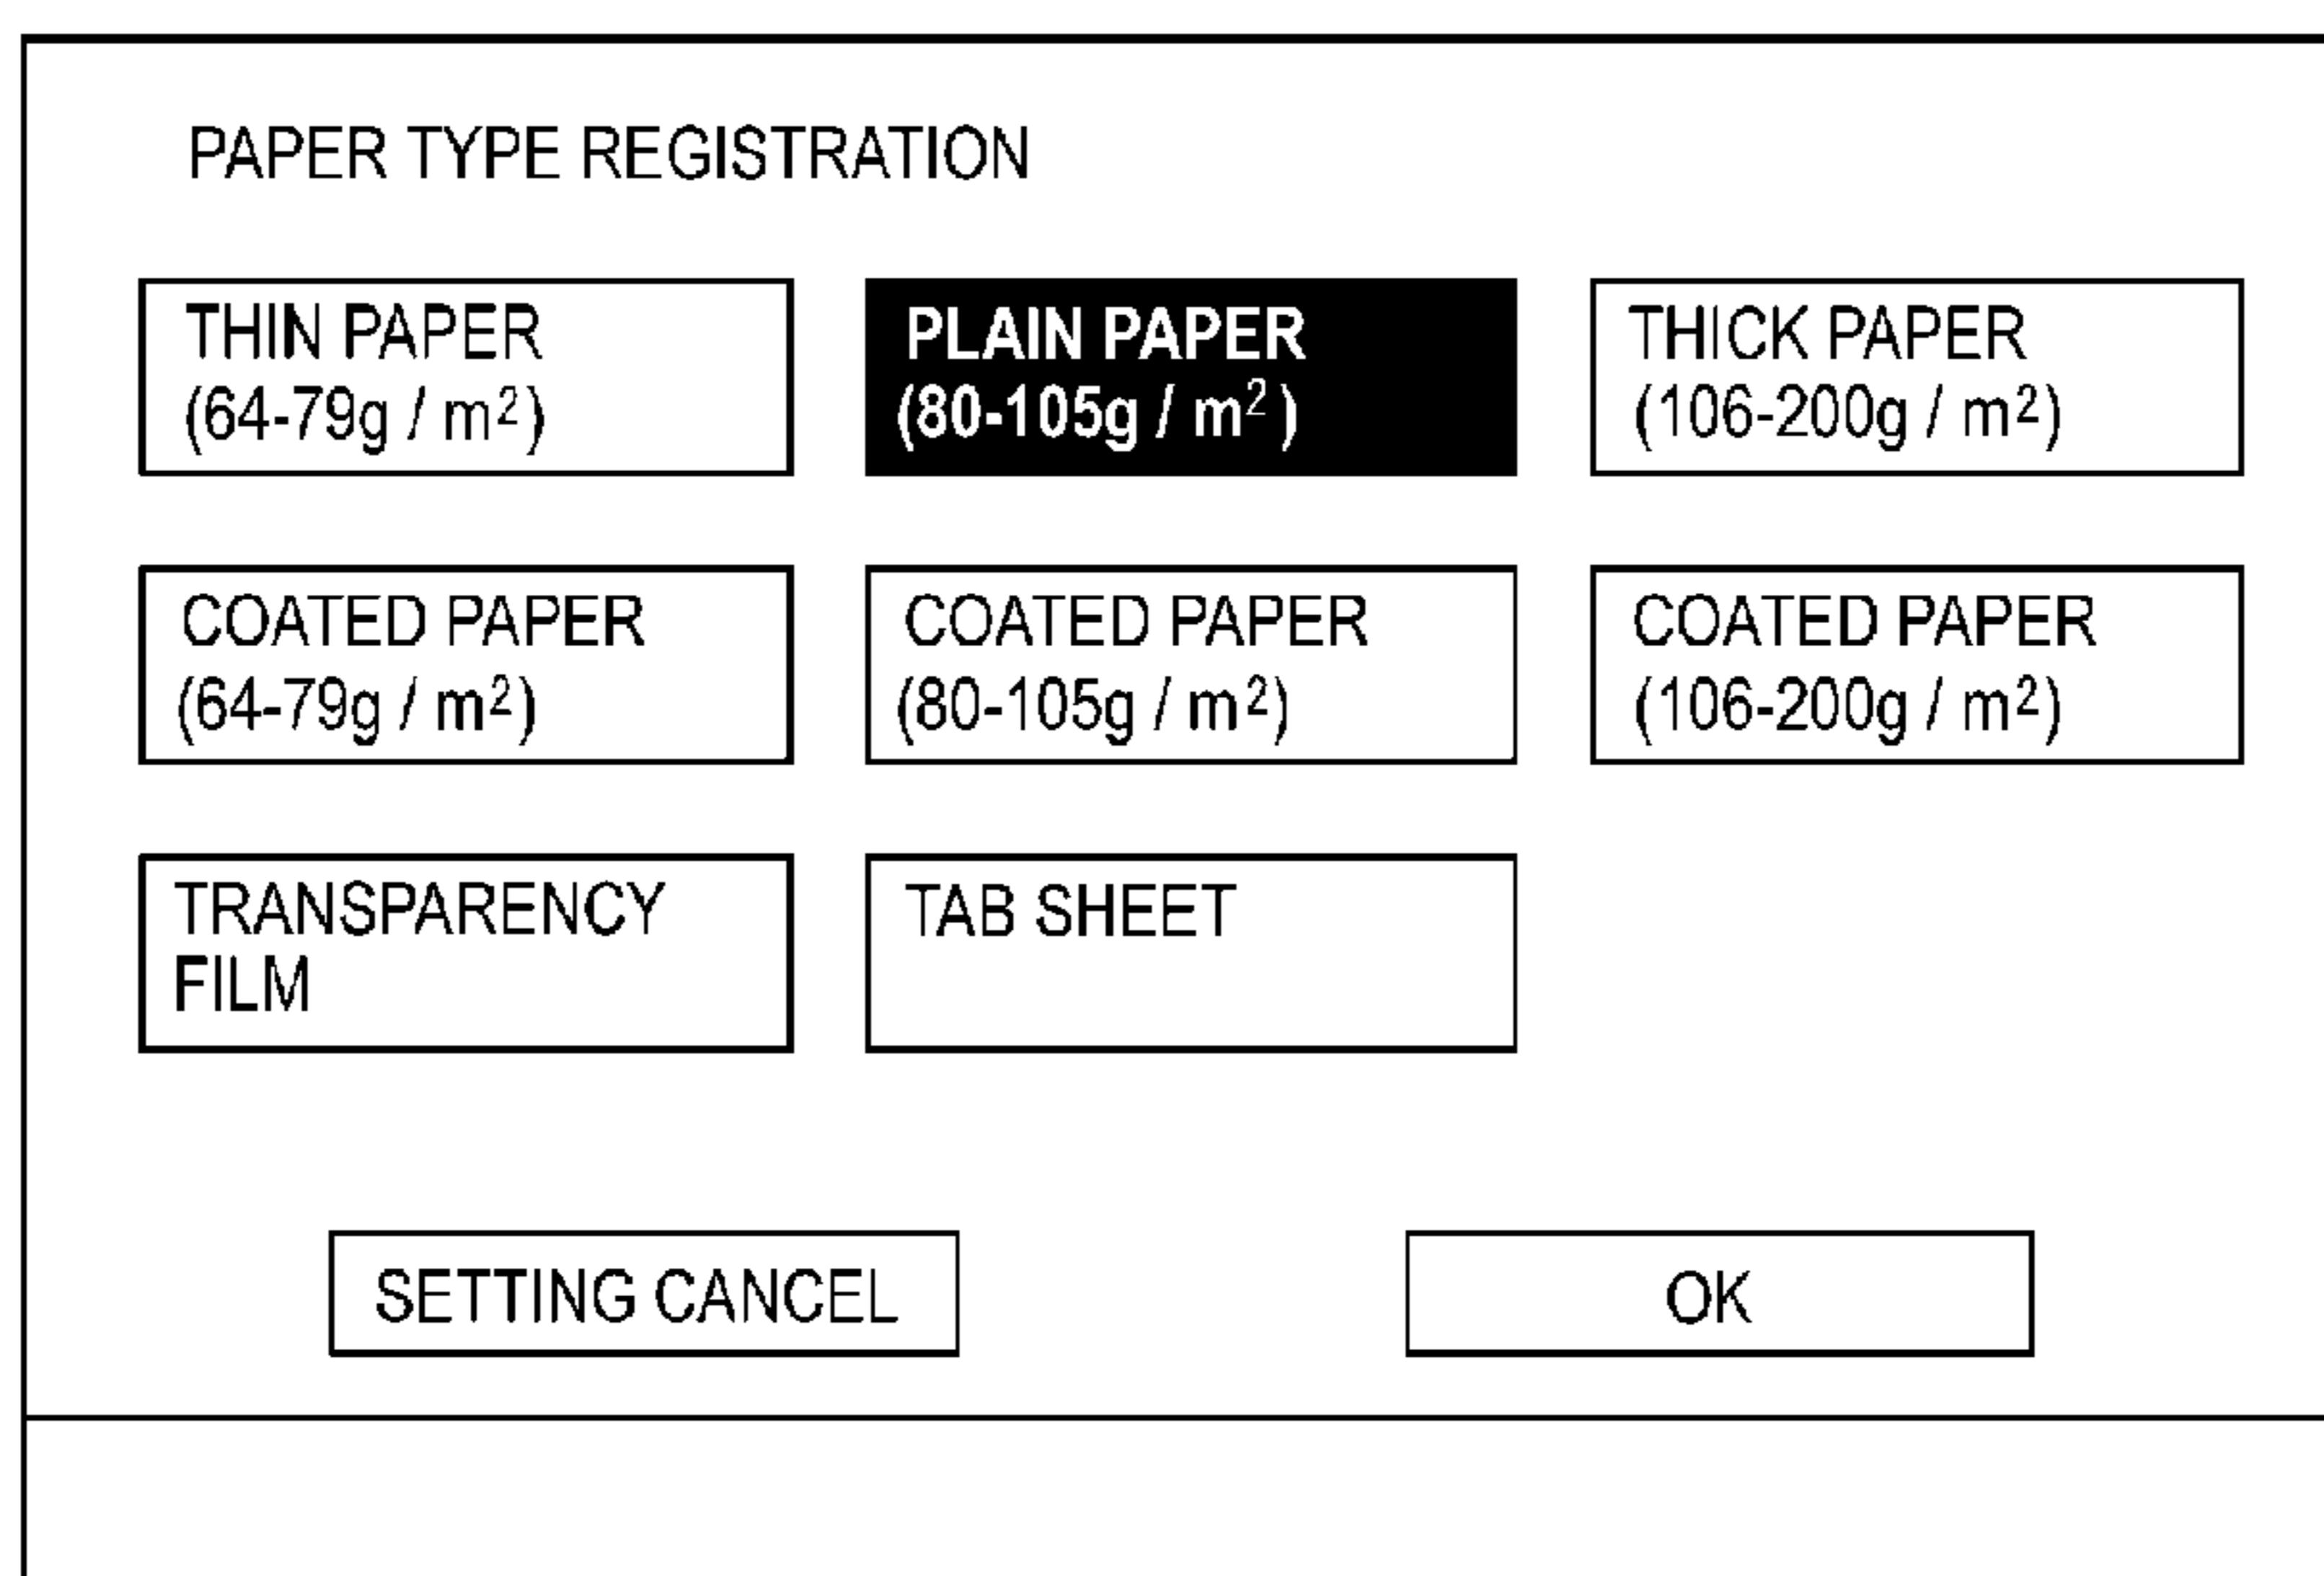 PAPER TYPE REGISTRATION
THIN PAPER
(64-79g / m²)
PLAIN PAPER
(80-105g / m²)
THICK PAPER
(106-200g / m²)
COATED PAPER
(64-79g / m²)
COATED PAPER
(80-105g / m²)
COATED PAPER
(106-200g / m²)
TRANSPARENCY
FILM
TAB SHEET
SETTING CANCEL
OK